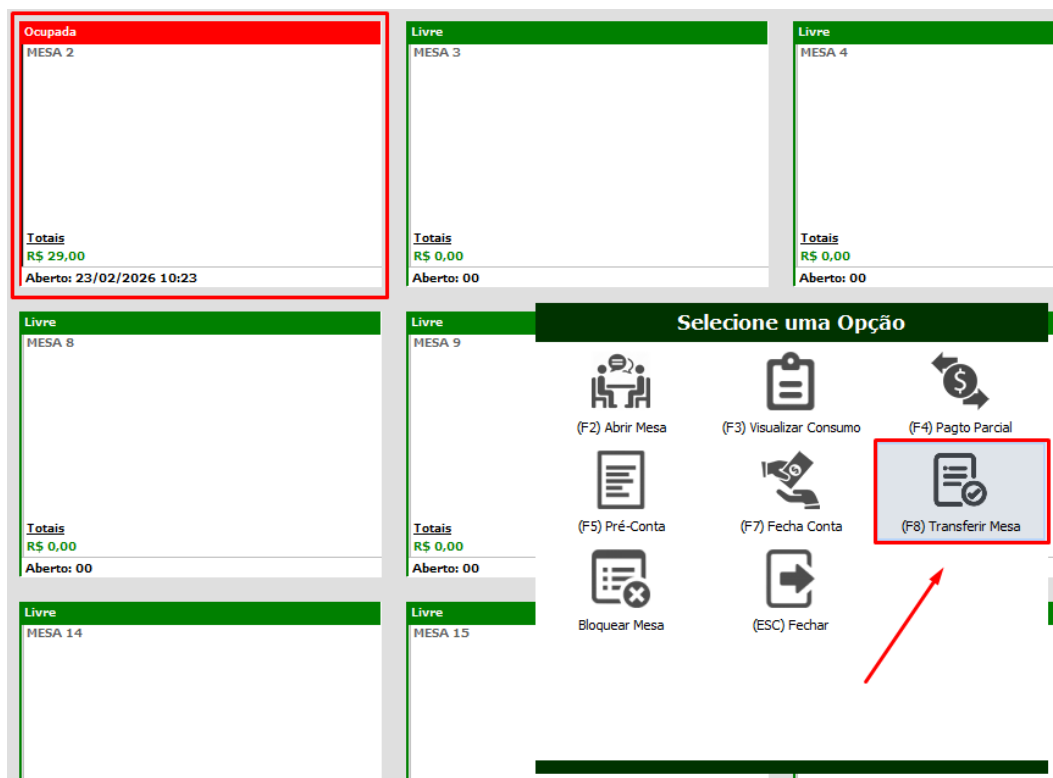 Ocupada
MESA 2
Totais
R$ 29,00
Aberto: 23/02/2026 10:23
Livre
MESA 3
Totais
R$ 0,00
Aberto: 00
Livre
MESA 4
Totais
R$ 0,00
Aberto: 00
Livre
MESA 8
Totais
R$ 0,00
Aberto: 00
Livre
MESA 9
Totais
R$ 0,00
Aberto: 00
Livre
MESA 14
Livre
MESA 15
Selecione uma Opção
(F2) Abrir Mesa
(F3) Visualizar Consumo
(F4) Pagto Parcial
(F5) Pré-Conta
(F7) Fecha Conta
(F8) Transferir Mesa
Bloquear Mesa
(ESC) Fechar